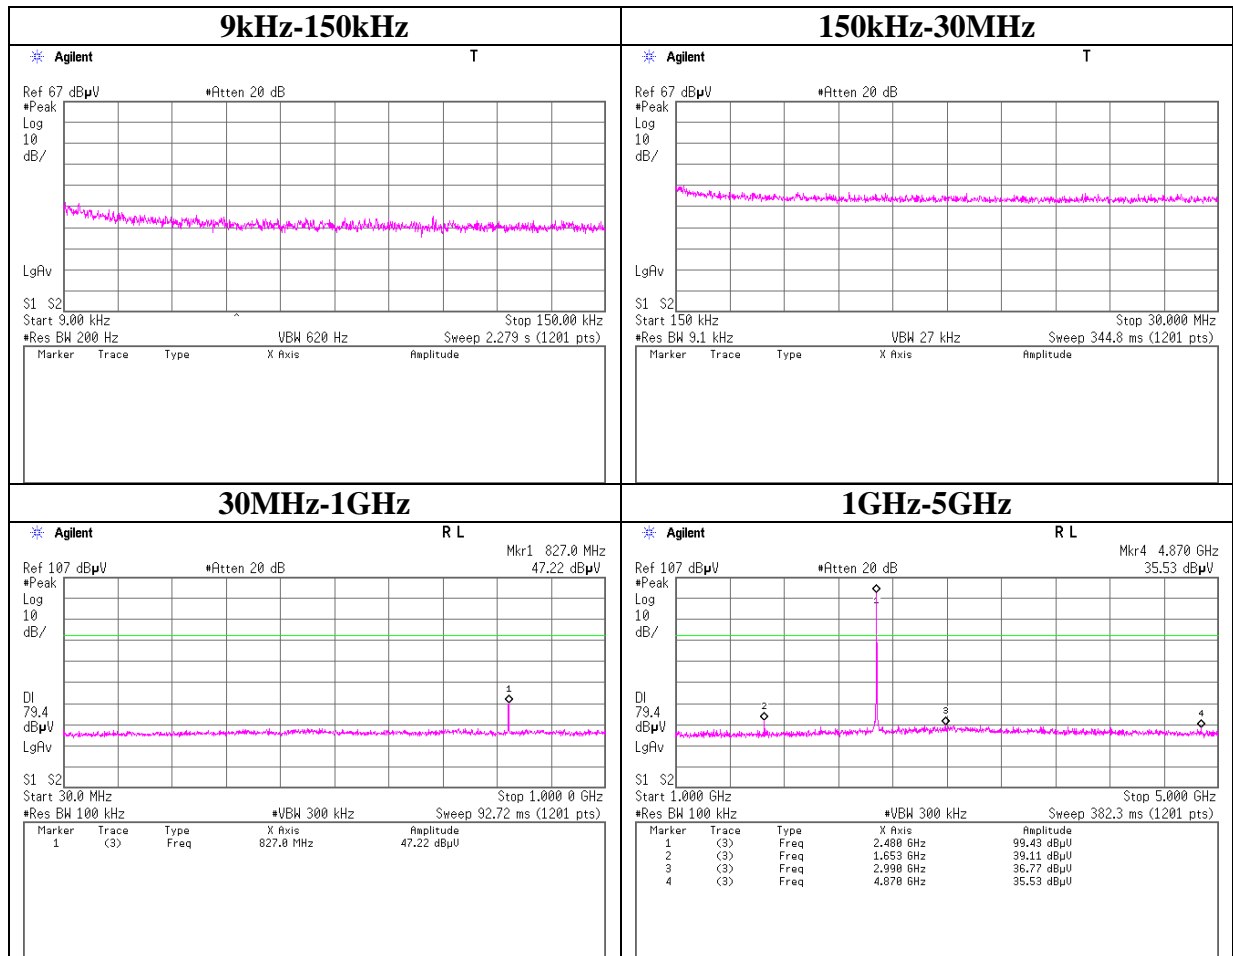 9kHz-150kHz
Agilent T
Ref 67 dBµV #Atten 20 dB
#Peak
Log
10
dB/
LgAv
S1 S2
Start 9.00 kHz ^ Stop 150.00 kHz
#Res BW 200 Hz VBW 620 Hz Sweep 2.279 s (1201 pts)
Marker Trace Type X Axis Amplitude
150kHz-30MHz
Agilent T
Ref 67 dBµV #Atten 20 dB
#Peak
Log
10
dB/
LgAv
S1 S2
Start 150 kHz Stop 30.000 MHz
#Res BW 9.1 kHz VBW 27 kHz Sweep 344.8 ms (1201 pts)
Marker Trace Type X Axis Amplitude
30MHz-1GHz
Agilent R L
Mkr1 827.0 MHz
Ref 107 dBµV #Atten 20 dB 47.22 dBµV
#Peak
Log
10
dB/
1
DI
79.4
dBµV
LgAv
S1 S2
Start 30.0 MHz Stop 1.000 0 GHz
#Res BW 100 kHz #VBW 300 kHz Sweep 92.72 ms (1201 pts)
Marker Trace Type X Axis Amplitude
1 (3) Freq 827.0 MHz 47.22 dBµV
1GHz-5GHz
Agilent R L
Mkr4 4.870 GHz
Ref 107 dBµV #Atten 20 dB 35.53 dBµV
#Peak
Log
10
dB/
1
2
3
4
DI
79.4
dBµV
LgAv
S1 S2
Start 1.000 GHz Stop 5.000 GHz
#Res BW 100 kHz #VBW 300 kHz Sweep 382.3 ms (1201 pts)
Marker Trace Type X Axis Amplitude
1 (3) Freq 2.480 GHz 99.43 dBµV
2 (3) Freq 1.653 GHz 39.11 dBµV
3 (3) Freq 2.990 GHz 36.77 dBµV
4 (3) Freq 4.870 GHz 35.53 dBµV